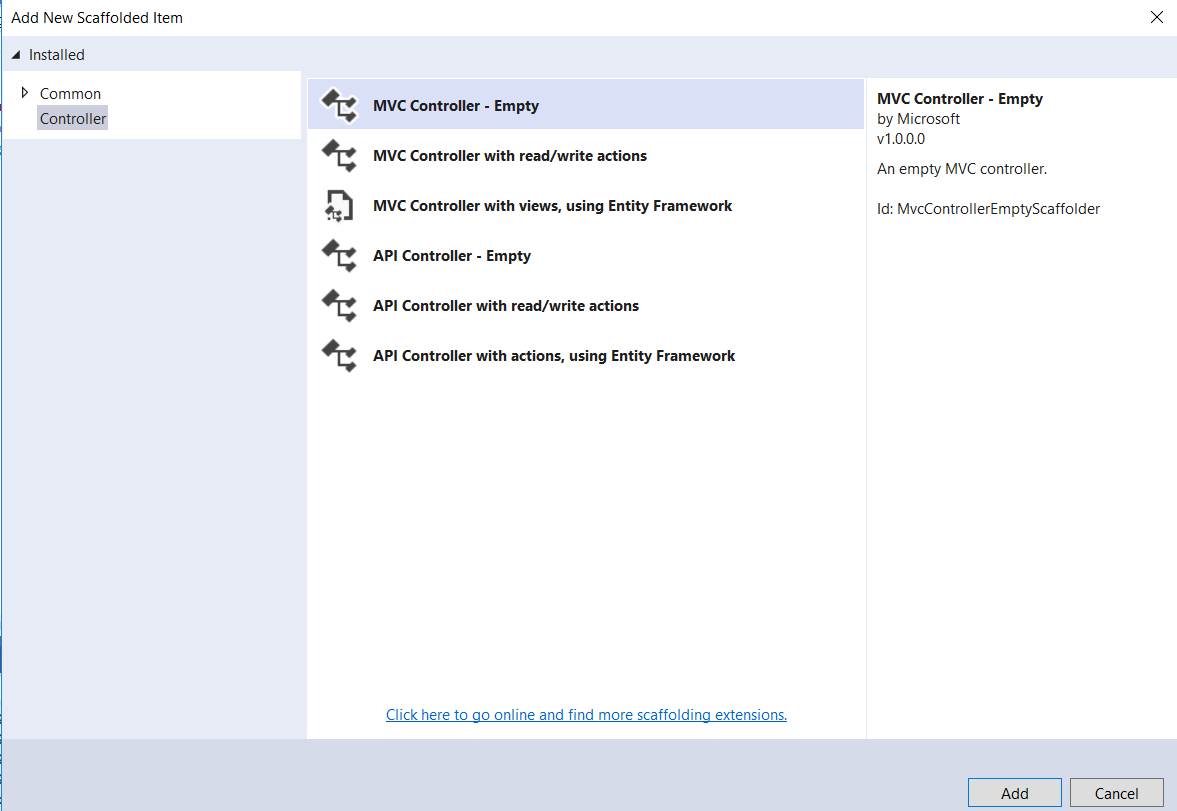 Add New Scaffolded Item
Installed
Common
Controller
MVC Controller - Empty
MVC Controller with read/write actions
MVC Controller with views, using Entity Framework
API Controller - Empty
API Controller with read/write actions
API Controller with actions, using Entity Framework
Click here to go online and find more scaffolding extensions.
MVC Controller - Empty
by Microsoft
v1.0.0.0
An empty MVC controller.
Id: MvcControllerEmptyScaffolder
Add
Cancel